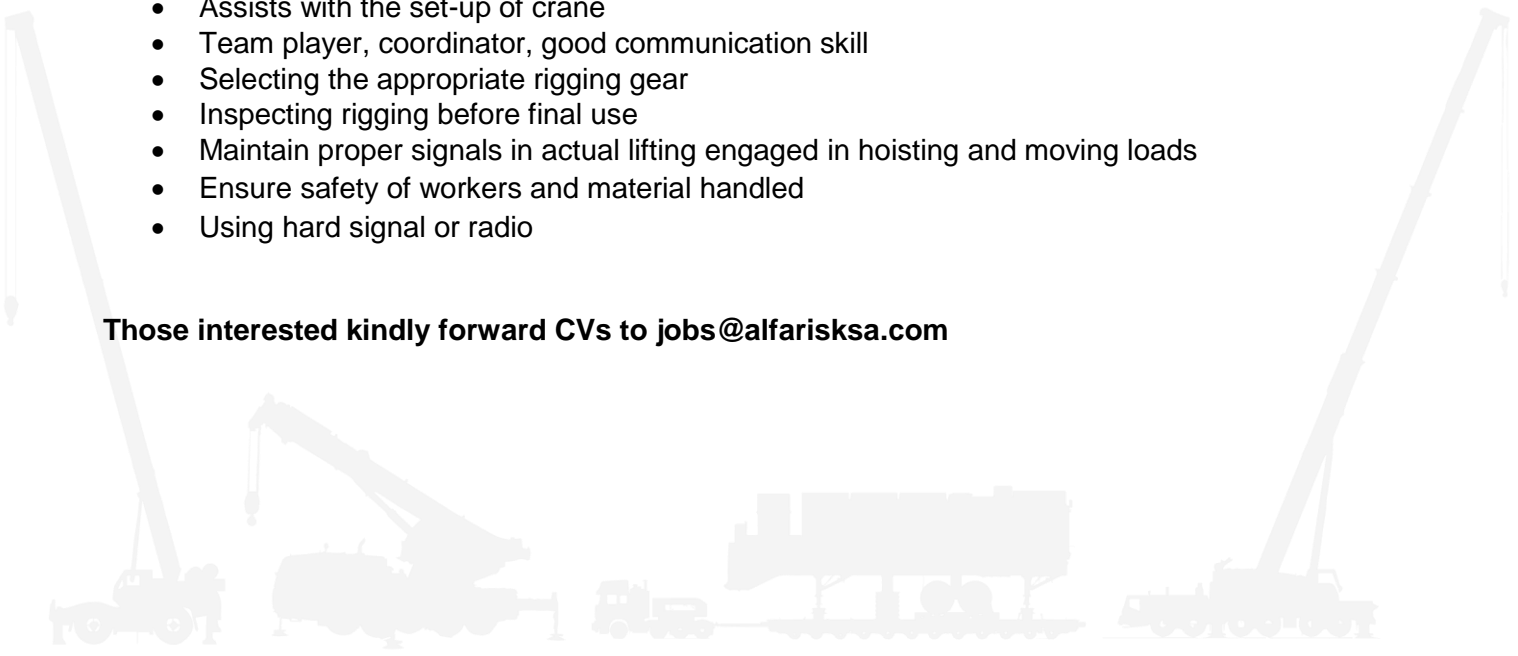 • Assists with the set-up of crane
• Team player, coordinator, good communication skill
• Selecting the appropriate rigging gear
• Inspecting rigging before final use
• Maintain proper signals in actual lifting engaged in hoisting and moving loads
• Ensure safety of workers and material handled
• Using hard signal or radio
Those interested kindly forward CVs to jobs@alfarisksa.com